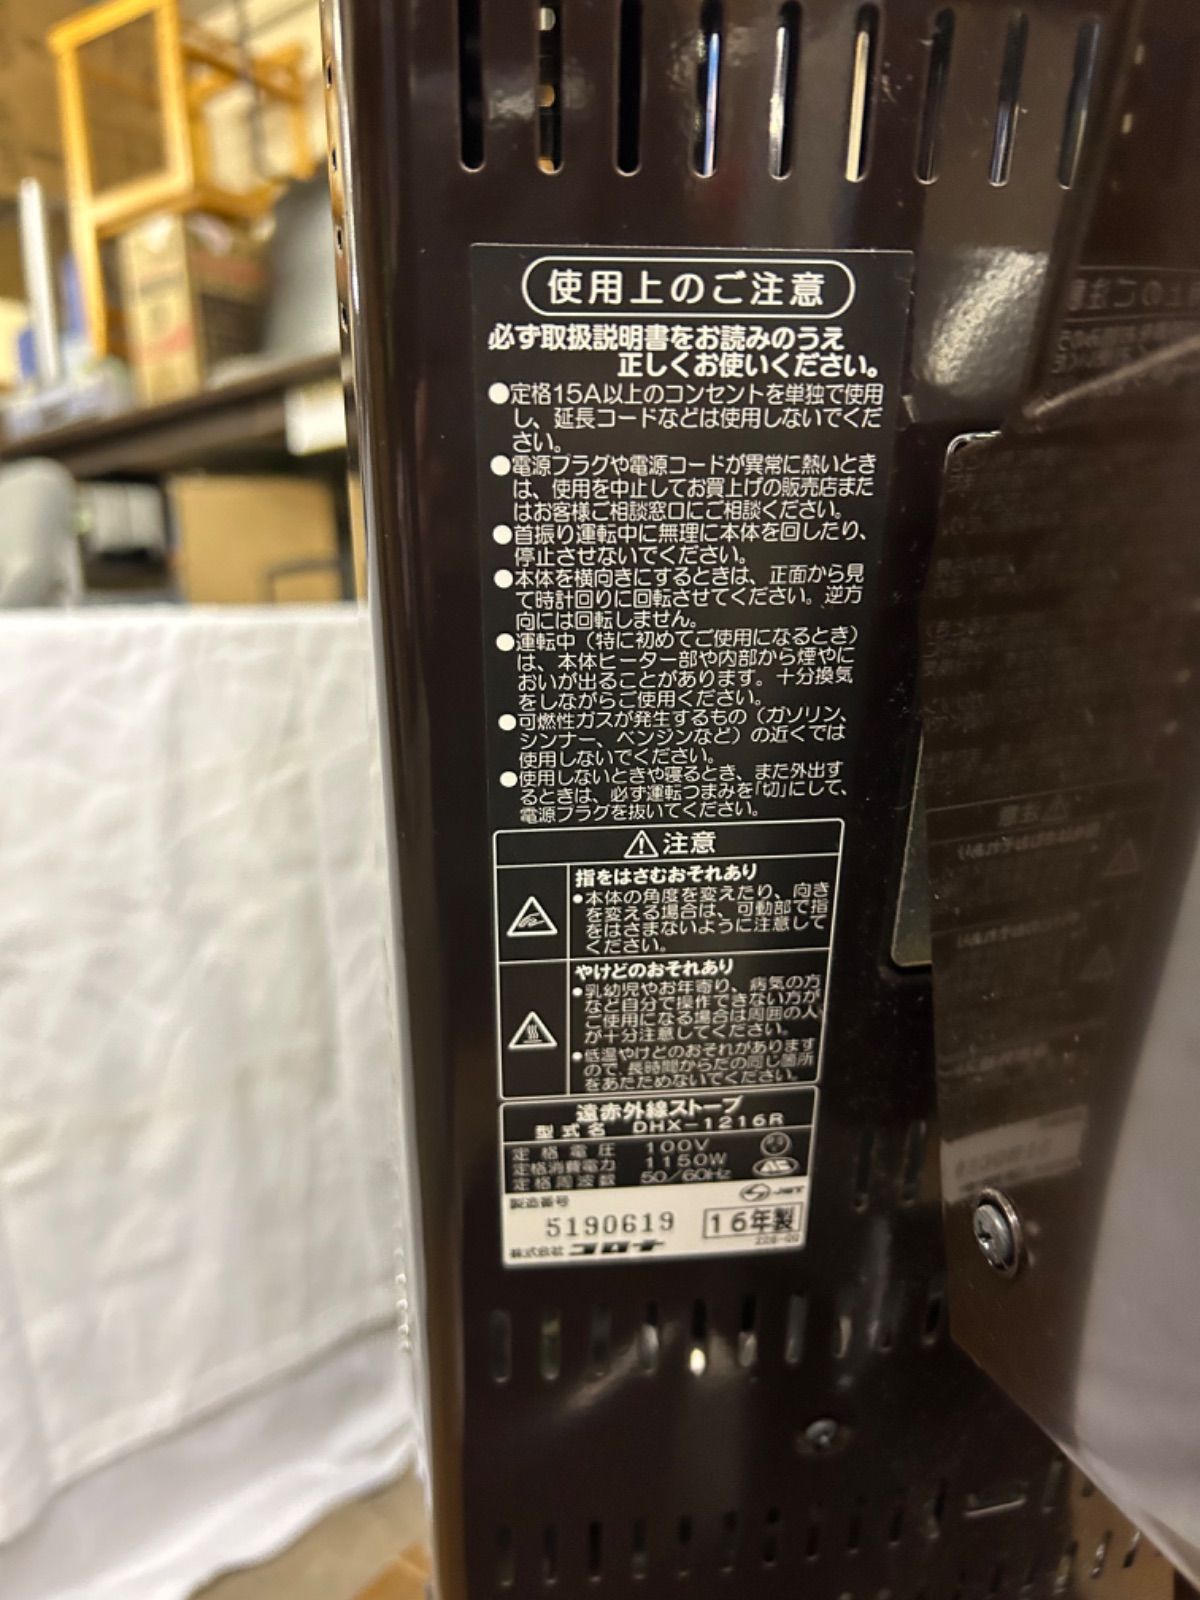 使用上のご注意
必ず取扱説明書をお読みのうえ
正しくお使いください。
●定格15A以上のコンセントを単独で使用
し、延長コードなどは使用しないでくだ
さい。
●電源プラグや電源コードが異常に熱いとき
は、使用を中止してお買上げの販売店また
はお客様ご相談窓口にご相談ください。
●首振り運転中に無理に本体を回したり、
停止させないでください。
●本体を横向きにするときは、正面から見
て時計回りに回転させてください。逆方
向には回転しません。
●運転中（特に初めてご使用になるとき）
は、本体ヒーター部や内部から煙やに
おいが出ることがあります。十分換気
をしながらご使用ください。
●可燃性ガスが発生するもの（ガソリン、
シンナー、ベンジンなど）の近くでは
使用しないでください。
●使用しないときや寝るとき、また外出す
るときは、必ず運転つまみを「切」にして、
電源プラグを抜いてください。
⚠注意
指をはさむおそれあり
●本体の角度を変えたり、向き
を変える場合は、可動部で指
をはさまないように注意して
ください。
やけどのおそれあり
●乳幼児やお年寄り、病気の方
など自分で操作できない方が
ご使用になる場合は周囲の人
が十分注意してください。
●低温やけどのおそれがあります
ので、長時間からだの同じ箇所
をあたためないでください。
遠赤外線ストーブ
型式名 DHX-1216R
定格電圧 100V
定格消費電力 1150W
定格周波数 50/60Hz
JET
製造番号
5190619 16年製
株式会社 コロナ